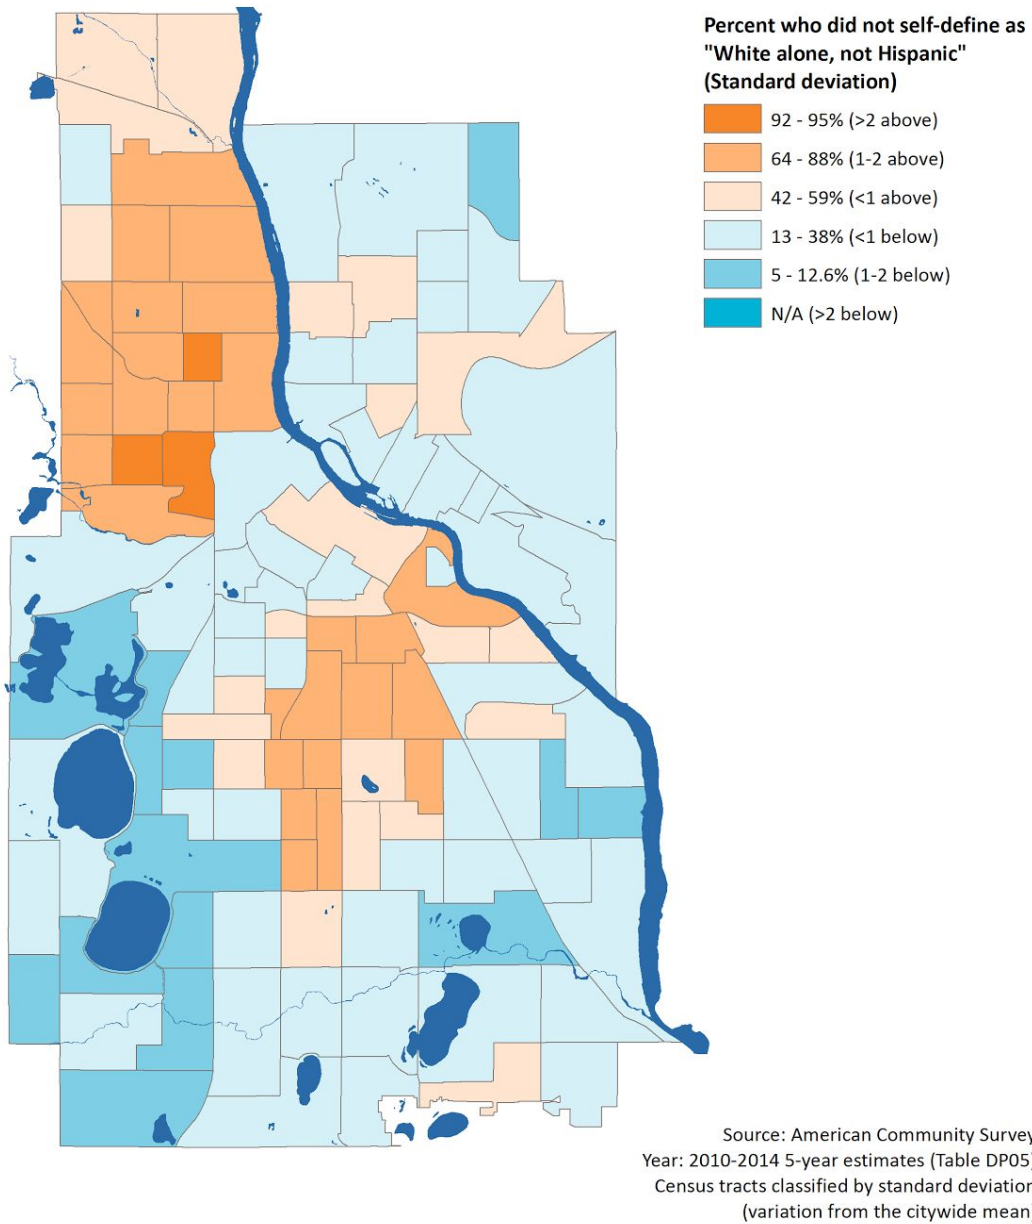 Percent who did not self-define as
"White alone, not Hispanic"
(Standard deviation)
92 - 95% (>2 above)
64 - 88% (1-2 above)
42 - 59% (<1 above)
13 - 38% (<1 below)
5 - 12.6% (1-2 below)
N/A (>2 below)
Source: American Community Survey
Year: 2010-2014 5-year estimates (Table DP05)
Census tracts classified by standard deviation
(variation from the citywide mean)